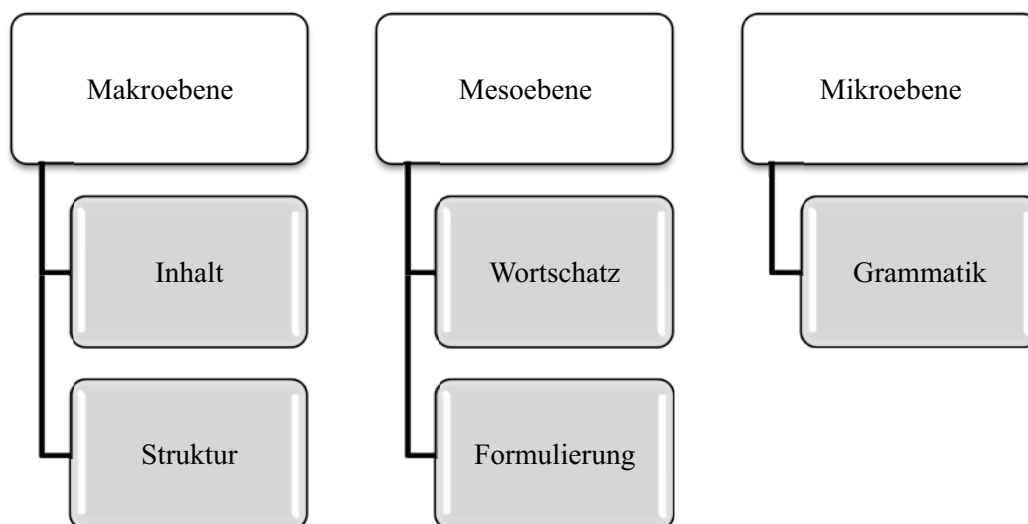 Makroebene
Inhalt
Struktur
Mesoebene
Wortschatz
Formulierung
Mikroebene
Grammatik